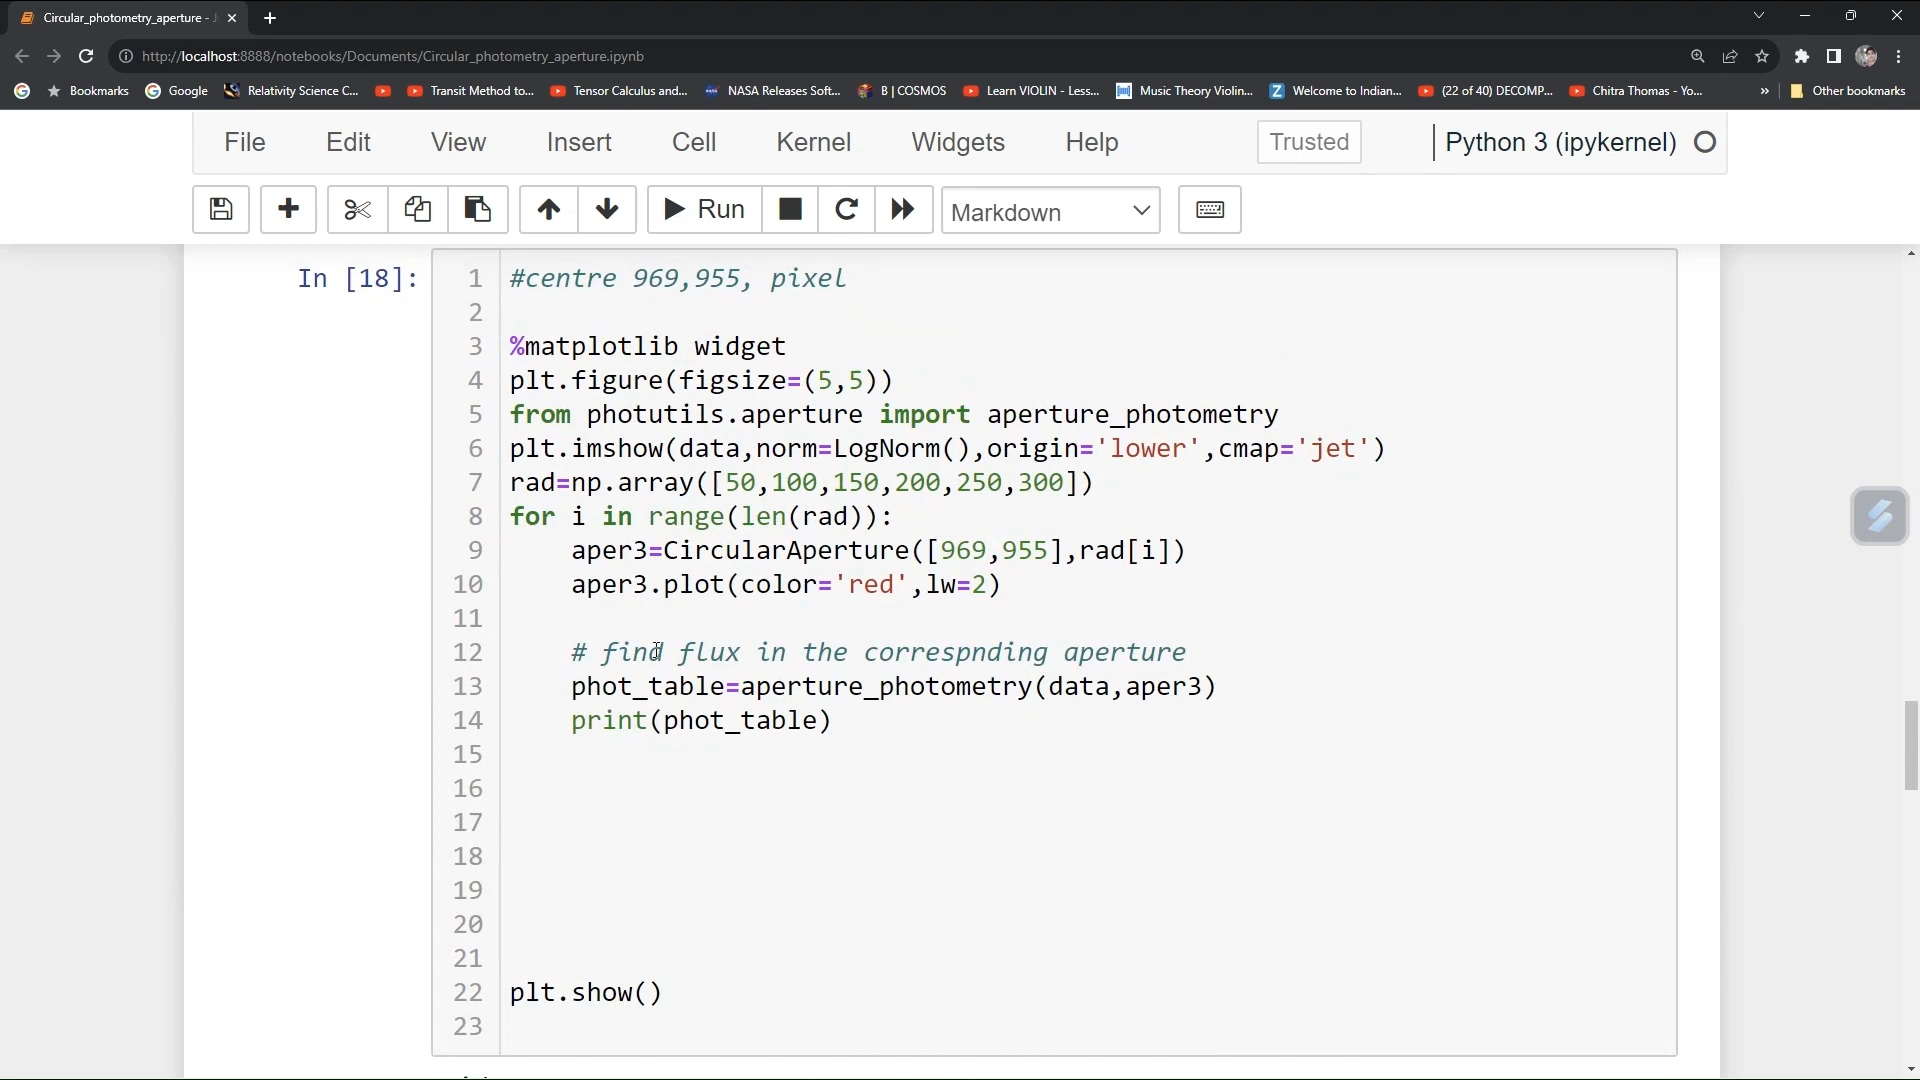 Circular_photometry_aperture - J
http://localhost:8888/notebooks/Documents/Circular_photometry_aperture.ipynb
Bookmarks Google Relativity Science C... Transit Method to... Tensor Calculus and... NASA Releases Soft... B | COSMOS Learn VIOLIN - Less... Music Theory Violin... Welcome to Indian... (22 of 40) DECOMP... Chitra Thomas - Yo... » Other bookmarks
File Edit View Insert Cell Kernel Widgets Help Trusted Python 3 (ipykernel)
Run Markdown
In [18]:
1 #centre 969,955, pixel
2
3 %matplotlib widget
4 plt.figure(figsize=(5,5))
5 from photutils.aperture import aperture_photometry
6 plt.imshow(data,norm=LogNorm(),origin='lower',cmap='jet')
7 rad=np.array([50,100,150,200,250,300])
8 for i in range(len(rad)):
9     aper3=CircularAperture([969,955],rad[i])
10     aper3.plot(color='red',lw=2)
11
12     # find flux in the correspnding aperture
13     phot_table=aperture_photometry(data,aper3)
14     print(phot_table)
15
16
17
18
19
20
21
22 plt.show()
23